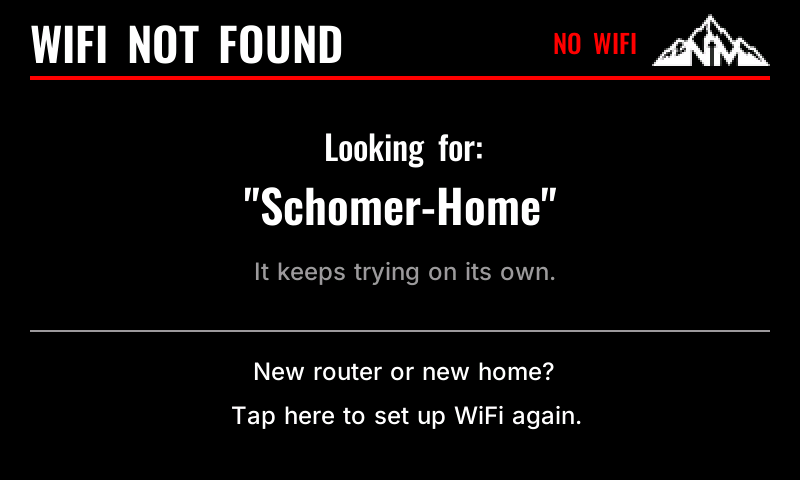 WIFI NOT FOUND
NO WIFI
NM
Looking for:
"Schomer-Home"
It keeps trying on its own.
New router or new home?
Tap here to set up WiFi again.